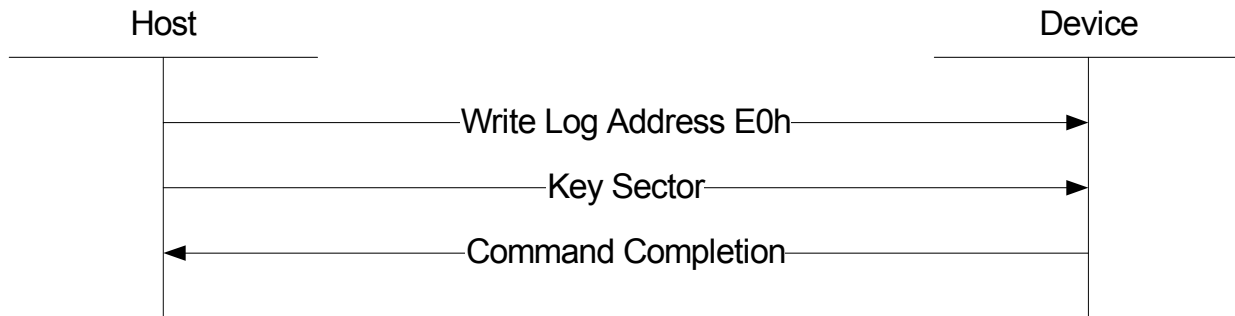 Host
Device
Write Log Address E0h
Key Sector
Command Completion